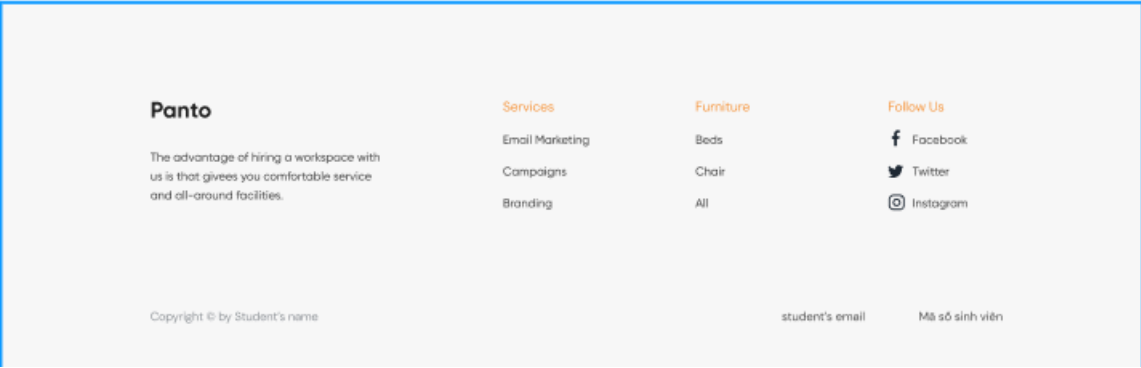 Panto
The advantage of hiring a workspace with
us is that givees you comfortable service
and all-around facilities.
Services
Email Marketing
Campaigns
Branding
Furniture
Beds
Chair
All
Follow Us
Facebook
Twitter
Instagram
Copyright © by Student's name
student's email
Mã số sinh viên